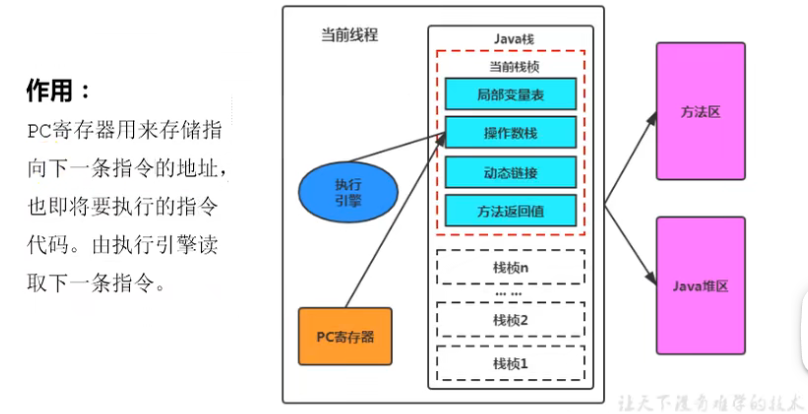 作用：
PC寄存器用来存储指
向下一条指令的地址，
也即将要执行的指令
代码。由执行引擎读
取下一条指令。
当前线程
Java栈
当前栈桢
局部变量表
操作数栈
动态链接
方法返回值
执行
引擎
栈桢n
... ...
栈桢2
栈桢1
PC寄存器
方法区
Java堆区
让天下没有难学的技术